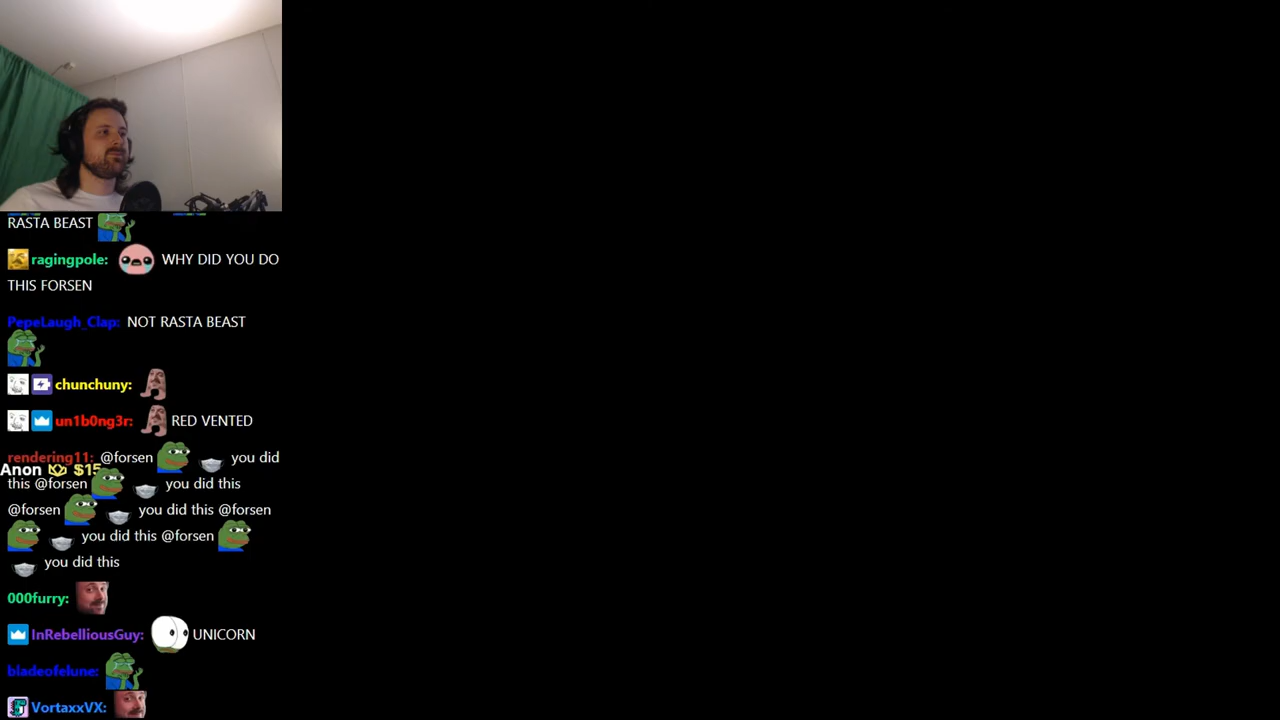 RASTA BEAST
ragingpole: WHY DID YOU DO
THIS FORSEN
PepeLaugh_Clap: NOT RASTA BEAST
chunchuny:
un1b0ng3r: RED VENTED
rendering11: @forsen you did
Anon $15
this @forsen you did this
@forsen you did this @forsen
you did this @forsen
you did this
000furry:
InRebelliousGuy: UNICORN
bladeofelune:
VortaxxVX: